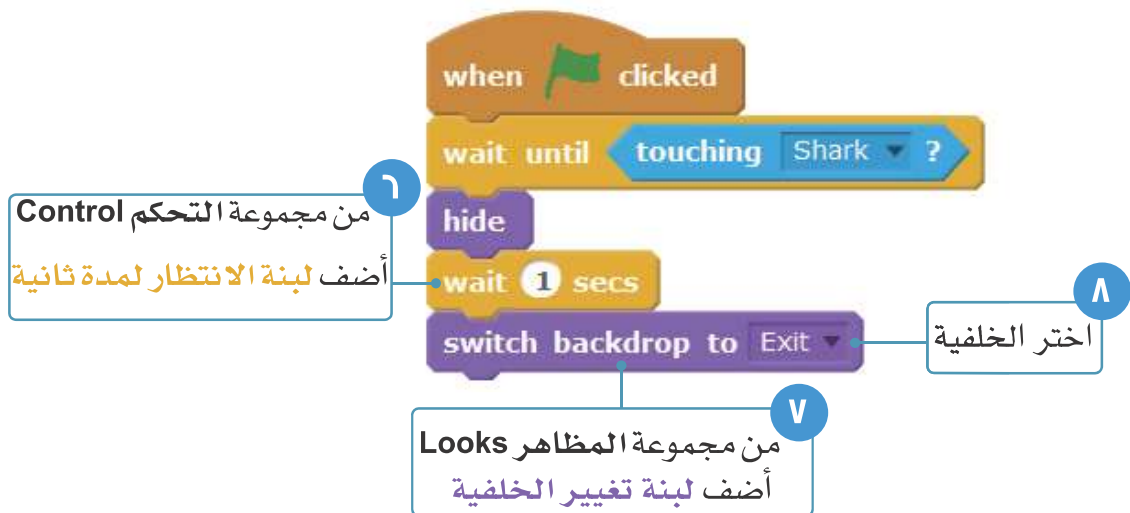 when clicked
wait until touching Shark ?
hide
wait 1 secs
switch backdrop to Exit
٦
من مجموعة التحكم Control
أضف لبنة الانتظار لمدة ثانية
٧
من مجموعة المظاهر Looks
أضف لبنة تغيير الخلفية
٨
اختر الخلفية